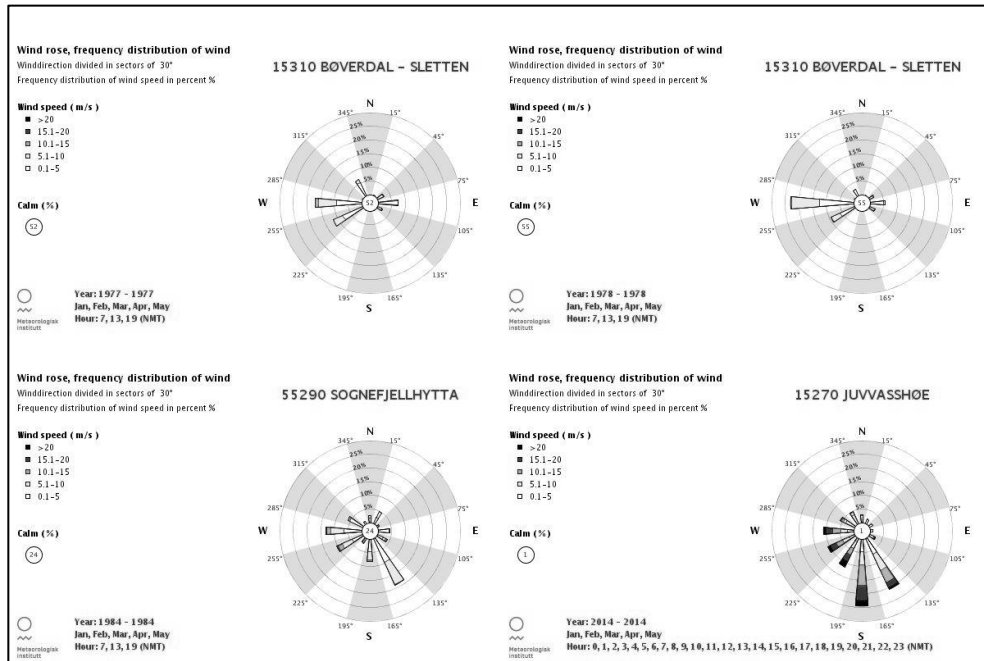 Wind rose, frequency distribution of wind
Winddirection divided in sectors of 30°
Frequency distribution of wind speed in percent %
15310 BØVERDAL - SLETTEN
Wind speed ( m/s )
>20
15.1-20
10.1-15
5.1-10
0.1-5
Calm (%)
52
N
345° 15°
315° 45°
285° 75°
W E
255° 105°
225° 135°
195° 165°
S
25%
20%
15%
10%
5%
52
Year: 1977 - 1977
Jan, Feb, Mar, Apr, May
Hour: 7, 13, 19 (NMT)
Meteorologisk
institutt
Wind rose, frequency distribution of wind
Winddirection divided in sectors of 30°
Frequency distribution of wind speed in percent %
15310 BØVERDAL - SLETTEN
Wind speed ( m/s )
>20
15.1-20
10.1-15
5.1-10
0.1-5
Calm (%)
55
N
345° 15°
315° 45°
285° 75°
W E
255° 105°
225° 135°
195° 165°
S
25%
20%
15%
10%
5%
55
Year: 1978 - 1978
Jan, Feb, Mar, Apr, May
Hour: 7, 13, 19 (NMT)
Meteorologisk
institutt
Wind rose, frequency distribution of wind
Winddirection divided in sectors of 30°
Frequency distribution of wind speed in percent %
55290 SOGNEFJELLHYTTA
Wind speed ( m/s )
>20
15.1-20
10.1-15
5.1-10
0.1-5
Calm (%)
24
N
345° 15°
315° 45°
285° 75°
W E
255° 105°
225° 135°
195° 165°
S
25%
20%
15%
10%
5%
24
Year: 1984 - 1984
Jan, Feb, Mar, Apr, May
Hour: 7, 13, 19 (NMT)
Meteorologisk
institutt
Wind rose, frequency distribution of wind
Winddirection divided in sectors of 30°
Frequency distribution of wind speed in percent %
15270 JUVVASSHØE
Wind speed ( m/s )
>20
15.1-20
10.1-15
5.1-10
0.1-5
Calm (%)
1
N
345° 15°
315° 45°
285° 75°
W E
255° 105°
225° 135°
195° 165°
S
25%
20%
15%
10%
5%
1
Year: 2014 - 2014
Jan, Feb, Mar, Apr, May
Hour: 0, 1, 2, 3, 4, 5, 6, 7, 8, 9, 10, 11, 12, 13, 14, 15, 16, 17, 18, 19, 20, 21, 22, 23 (NMT)
Meteorologisk
institutt